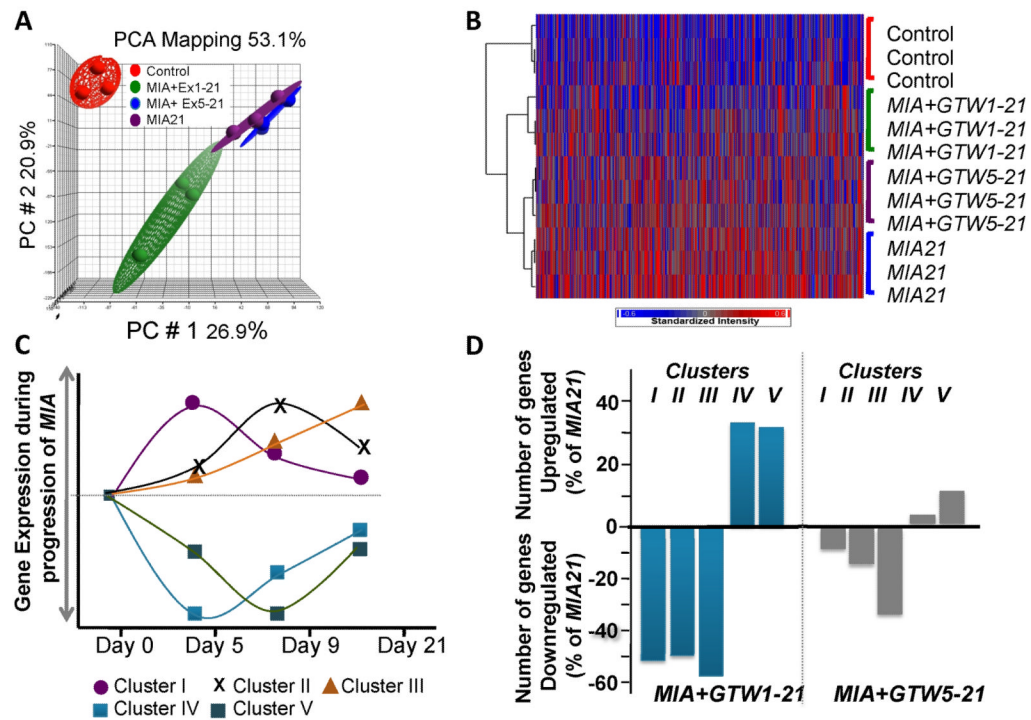 A
PCA Mapping 53.1%
Control
MIA+Ex1-21
MIA+ Ex5-21
MIA21
PC # 2 20.9%
PC # 1 26.9%
B
Control
Control
Control
MIA+GTW1-21
MIA+GTW1-21
MIA+GTW1-21
MIA+GTW5-21
MIA+GTW5-21
MIA+GTW5-21
MIA21
MIA21
MIA21
0
Standardized Intensity
C
Gene Expression during
progression of MIA
Day 0 Day 5 Day 9 Day 21
Cluster I X Cluster II Cluster III
Cluster IV Cluster V
D
Number of genes
Upregulated
(% of MIA21)
Number of genes
Downregulated
(% of MIA21)
Clusters Clusters
I II III IV V I II III IV V
40
20
0
-20
-40
-60
MIA+GTW1-21 MIA+GTW5-21